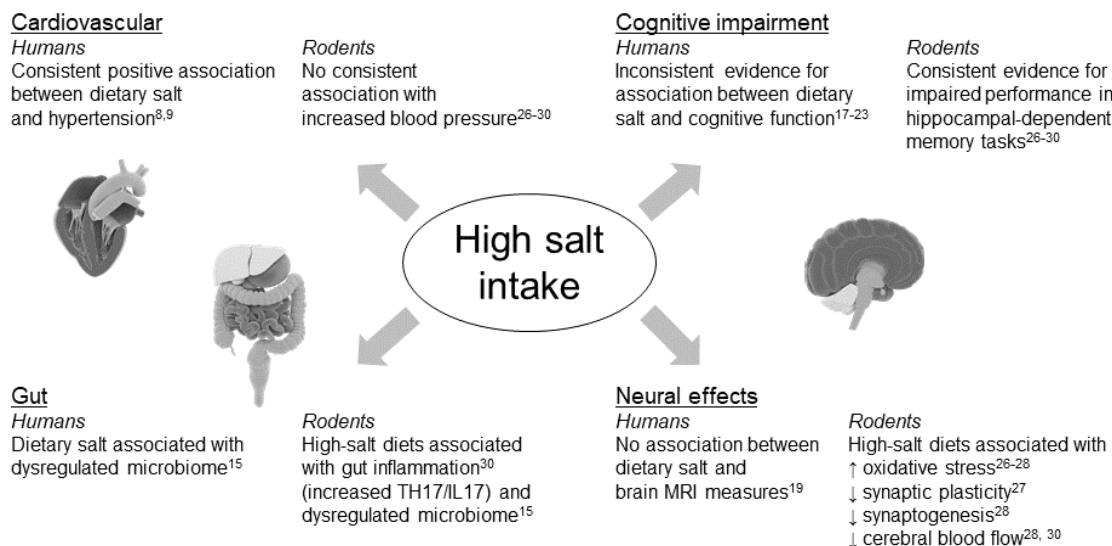 Cardiovascular
Humans
Consistent positive association
between dietary salt
and hypertension8,9
Rodents
No consistent
association with
increased blood pressure26-30
Cognitive impairment
Humans
Inconsistent evidence for
association between dietary
salt and cognitive function17-23
Rodents
Consistent evidence for
impaired performance in
hippocampal-dependent
memory tasks26-30
High salt
intake
Gut
Humans
Dietary salt associated with
dysregulated microbiome15
Rodents
High-salt diets associated
with gut inflammation30
(increased TH17/IL17) and
dysregulated microbiome15
Neural effects
Humans
No association between
dietary salt and
brain MRI measures19
Rodents
High-salt diets associated with
↑ oxidative stress26-28
↓ synaptic plasticity27
↓ synaptogenesis28
↓ cerebral blood flow28, 30